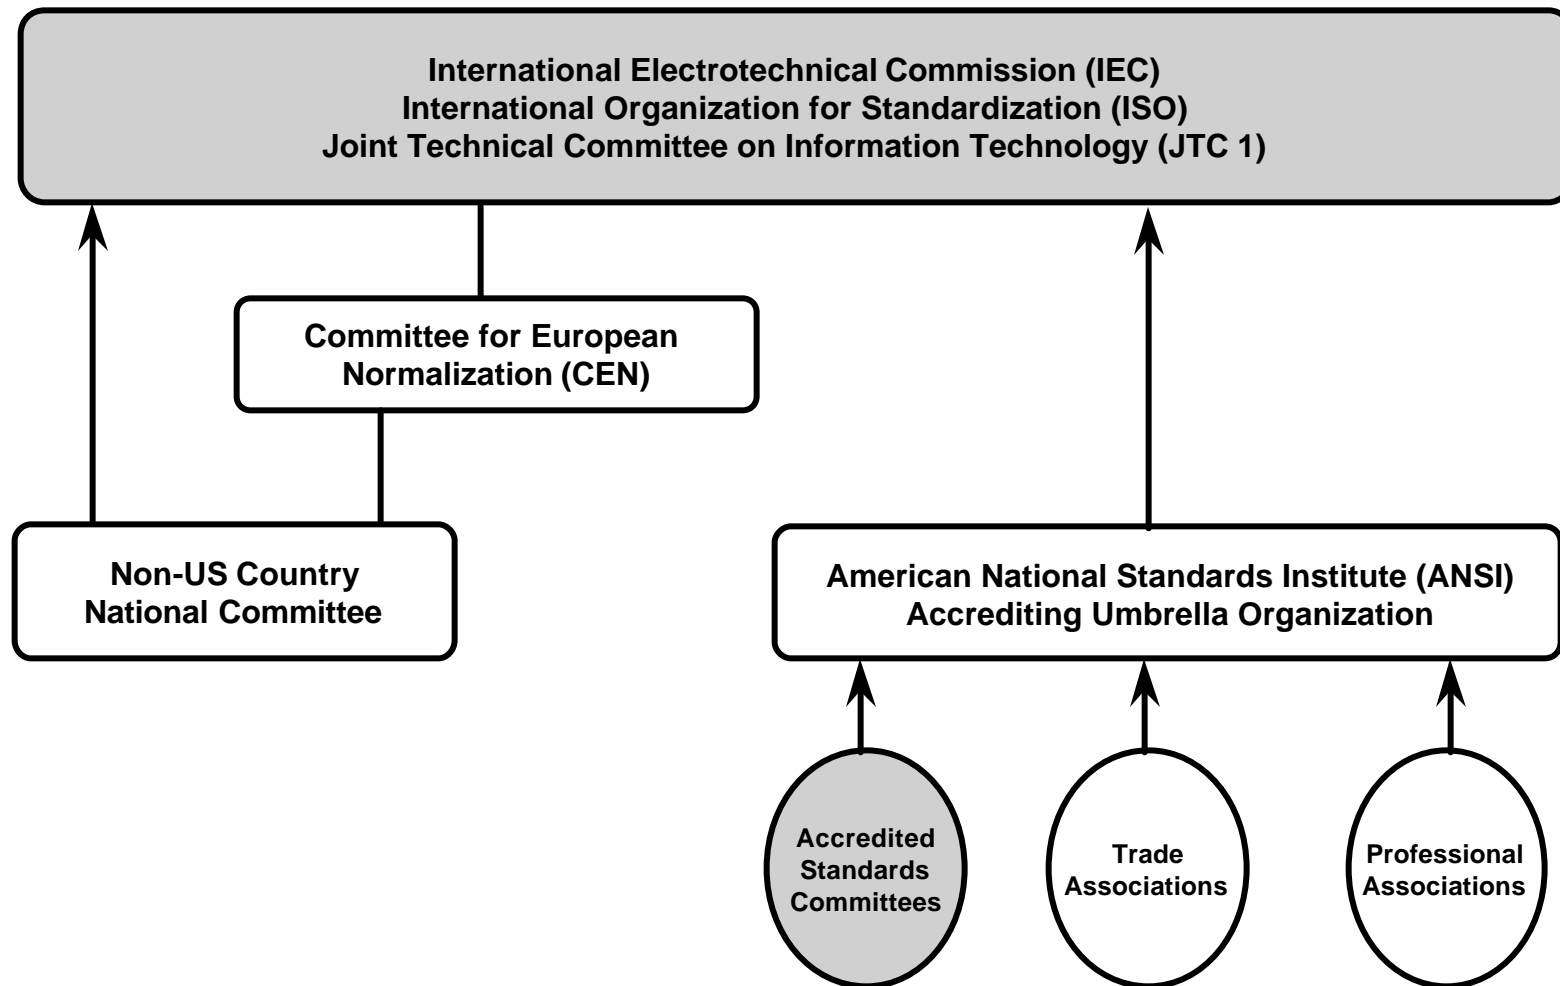 International Electrotechnical Commission (IEC)
International Organization for Standardization (ISO)
Joint Technical Committee on Information Technology (JTC 1)
Committee for European
Normalization (CEN)
Non-US Country
National Committee
American National Standards Institute (ANSI)
Accrediting Umbrella Organization
Accredited
Standards
Committees
Trade
Associations
Professional
Associations